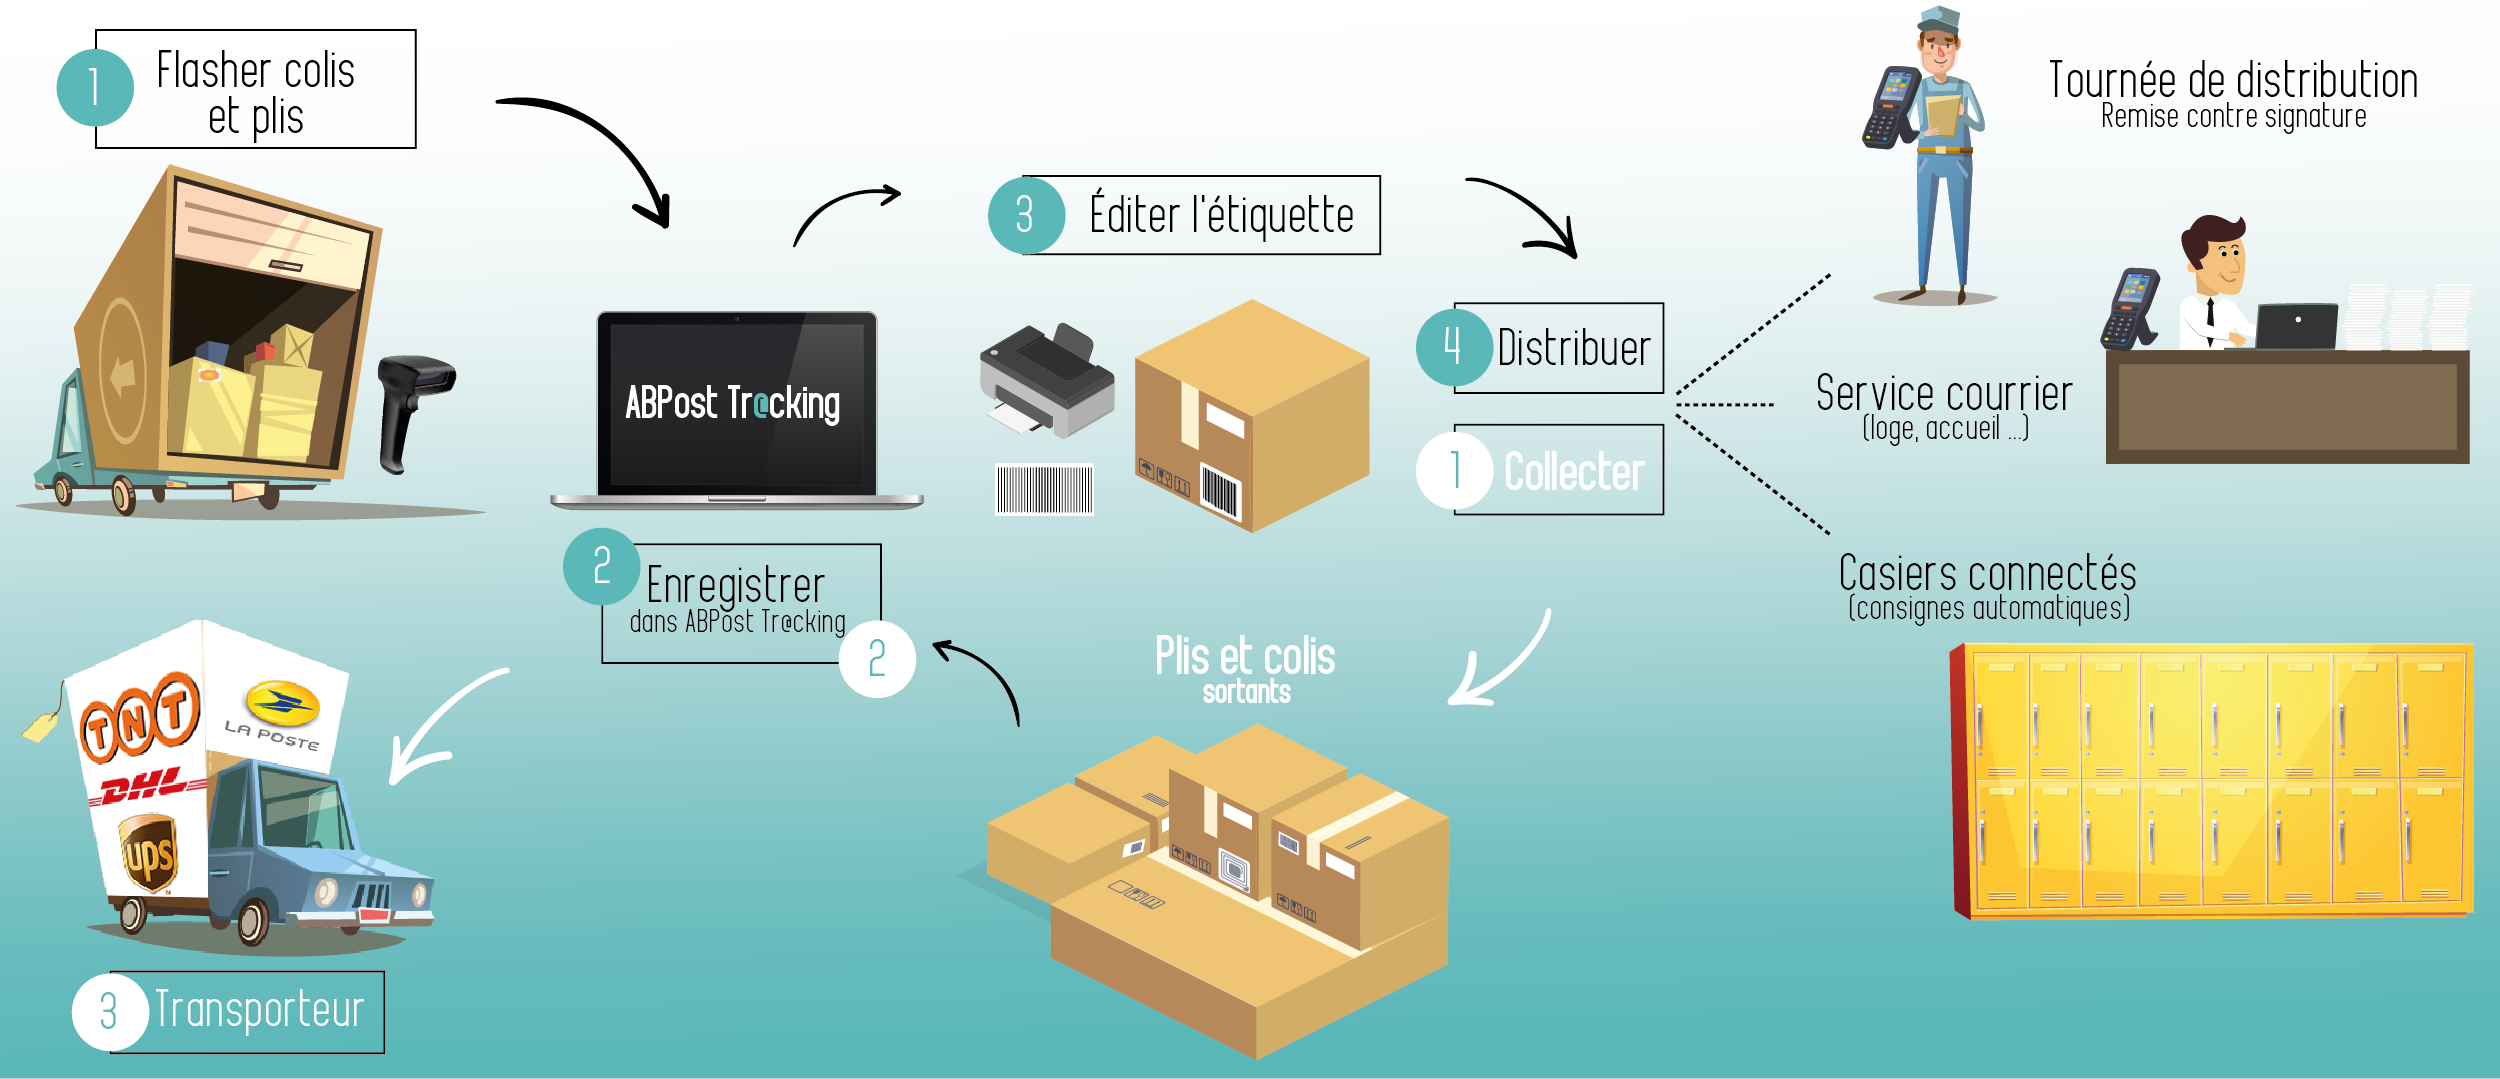 1
Flasher colis
et plis
3
Éditer l'étiquette
Tournée de distribution
Remise contre signature
4
Distribuer
ABPost Tr@cking
Service courrier
(loge, accueil ...)
1
Collecter
2
Enregistrer
dans ABPost Tr@cking
2
Casiers connectés
(consignes automatiques)
Plis et colis
sortants
TNT
LA POSTE
DHL
ups
3
Transporteur